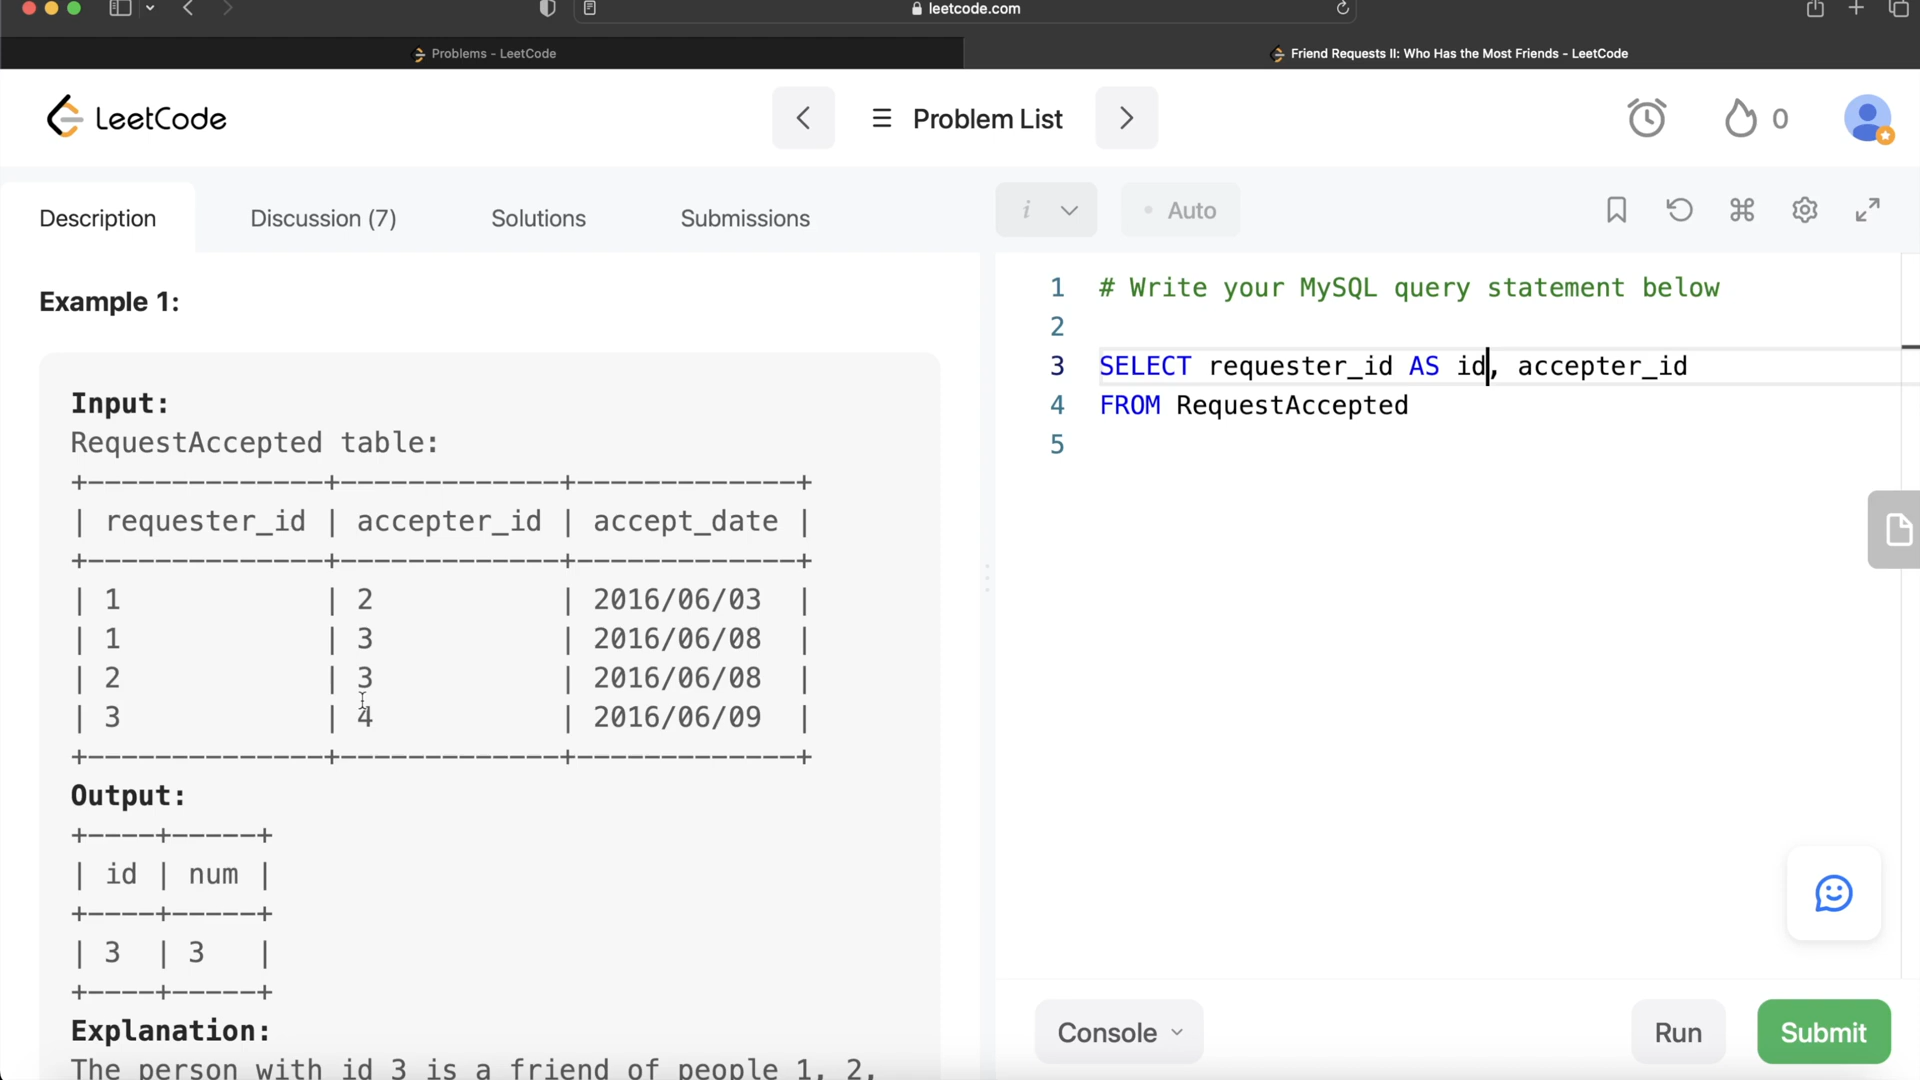 leetcode.com
Problems - LeetCode
Friend Requests II: Who Has the Most Friends - LeetCode
LeetCode
Problem List
0
Description
Discussion (7)
Solutions
Submissions
i
Auto
Example 1:
Input:
RequestAccepted table:
+--------------+-------------+-------------+
| requester_id | accepter_id | accept_date |
+--------------+-------------+-------------+
| 1 | 2 | 2016/06/03 |
| 1 | 3 | 2016/06/08 |
| 2 | 3 | 2016/06/08 |
| 3 | 4 | 2016/06/09 |
+--------------+-------------+-------------+
Output:
+----+-----+
| id | num |
+----+-----+
| 3 | 3 |
+----+-----+
Explanation:
The person with id 3 is a friend of people 1, 2,
1 # Write your MySQL query statement below
2
3 SELECT requester_id AS id, accepter_id
4 FROM RequestAccepted
5
Console
Run
Submit